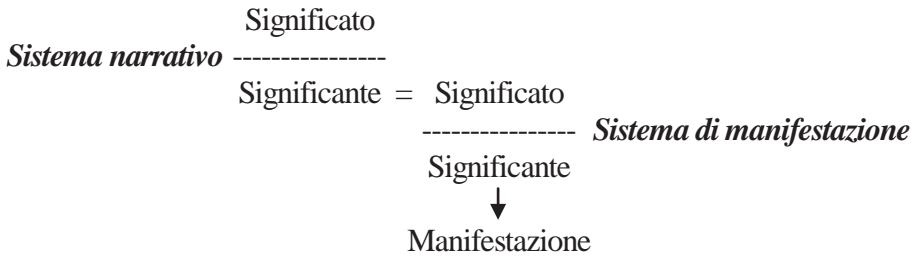 Significato
Sistema narrativo ----------------
Significante = Significato
---------------- Sistema di manifestazione
Significante
Manifestazione